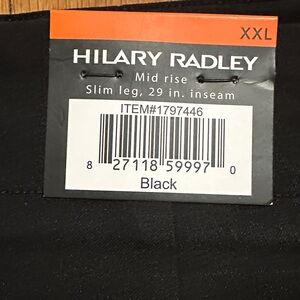 XXL
HILARY RADLEY
Mid rise
Slim leg, 29 in. inseam
ITEM#1797446
8 27118 59997 0
Black